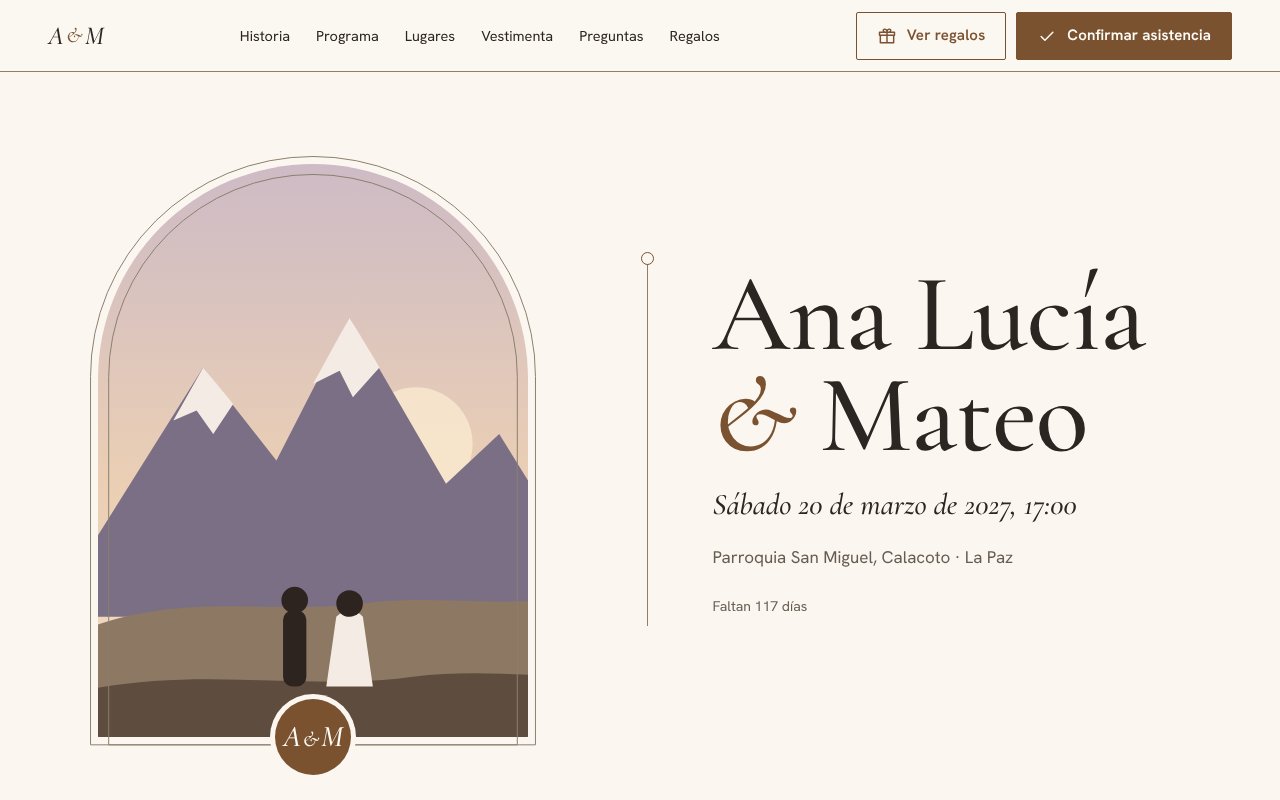 A & M
Historia
Programa
Lugares
Vestimenta
Preguntas
Regalos
Ver regalos
Confirmar asistencia
Ana Lucía
& Mateo
Sábado 20 de marzo de 2027, 17:00
Parroquia San Miguel, Calacoto · La Paz
Faltan 117 días
A & M